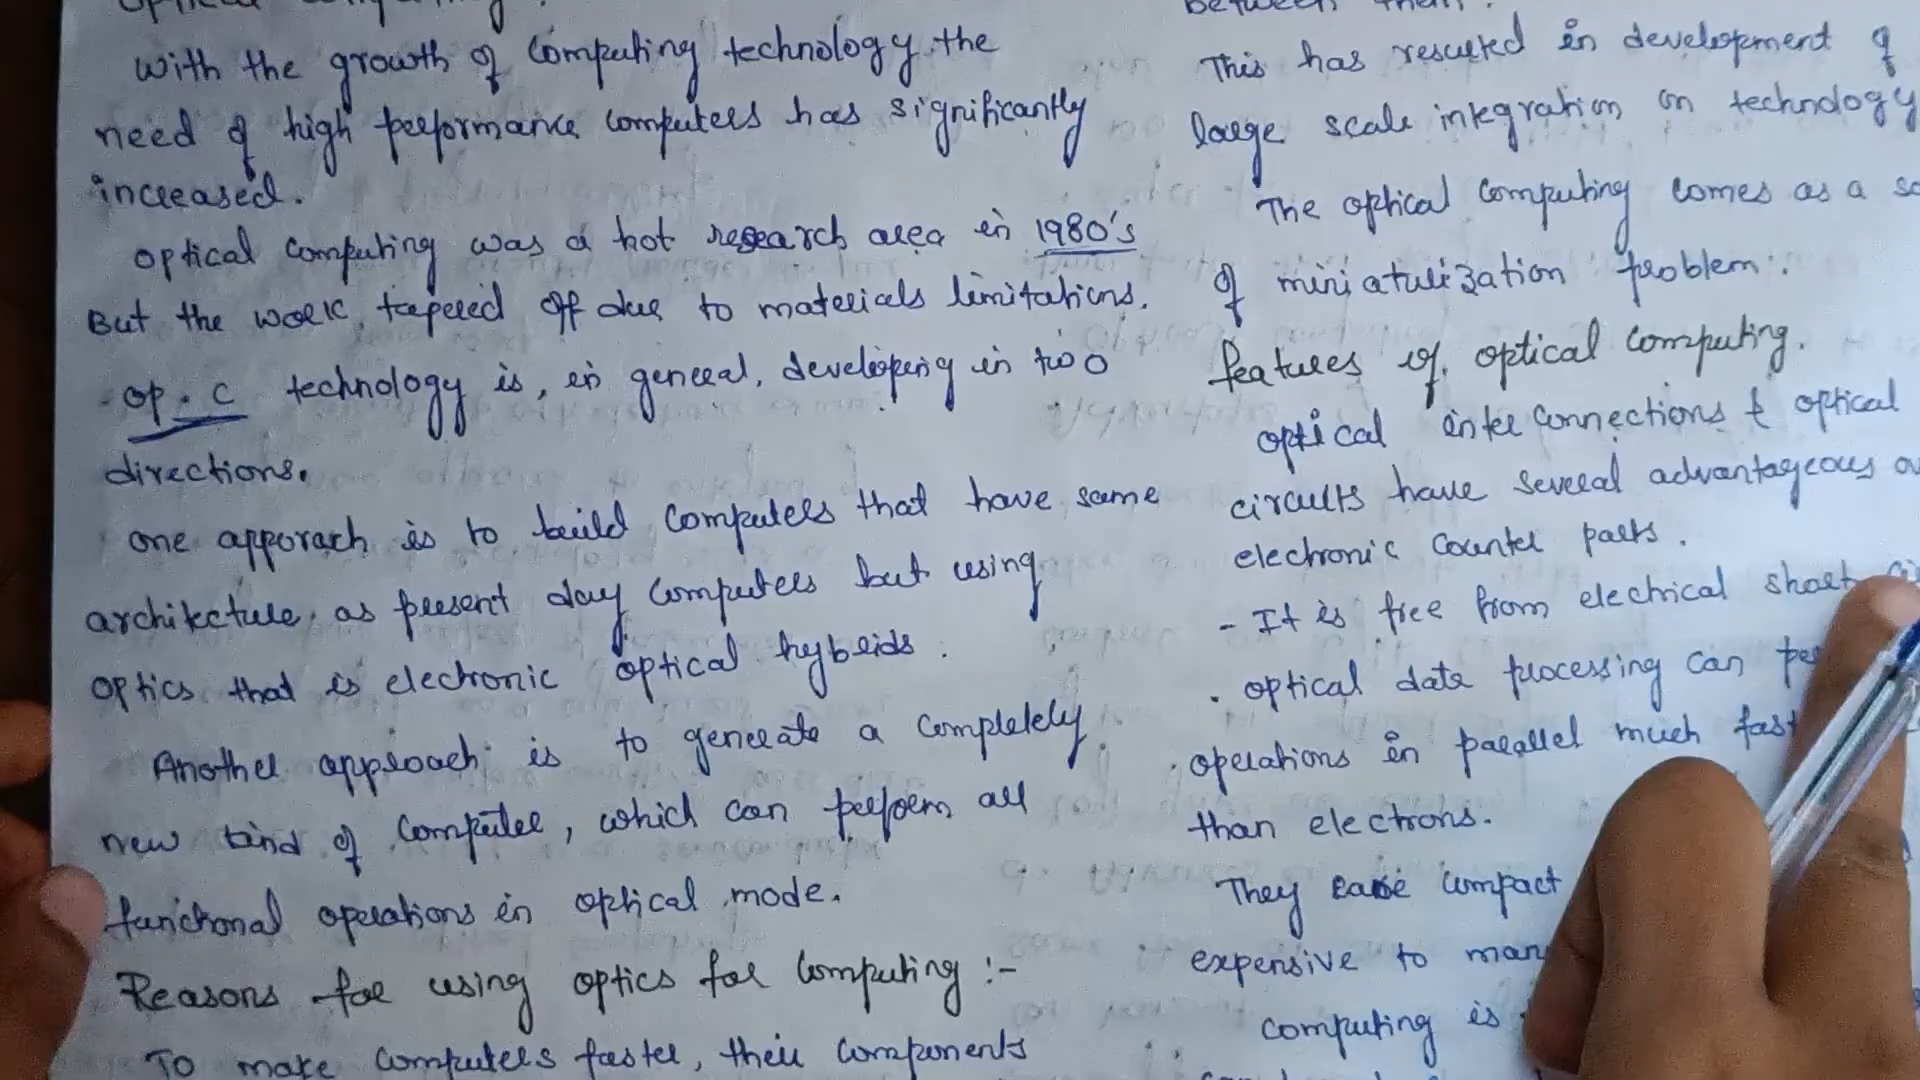 optical computing.
with the growth of computing technology the
need of high performance computers has significantly
increased.
optical computing was a hot research area in 1980's
But the work tapered off due to materials limitations.
op. c technology is, in general, developing in two
directions.
one apporach is to build computers that have same
architecture, as present day computers but using
optics that is electronic optical hybrids.
Another approach is to generate a completely
new kind of computer, which can perform all
functional operations in optical mode.
Reasons for using optics for computing :-
To make computers faster, their components
Between them.
This has resulted in development of
large scale integration on technology
The optical computing comes as a
of miniaturization problem.
features of optical computing.
optical inter connections & optical
circuits have several advantageous
electronic counter parts.
- It is free from electrical short
. optical data processing can
operations in parallel much
than electrons.
They compact
expensive to
computing is